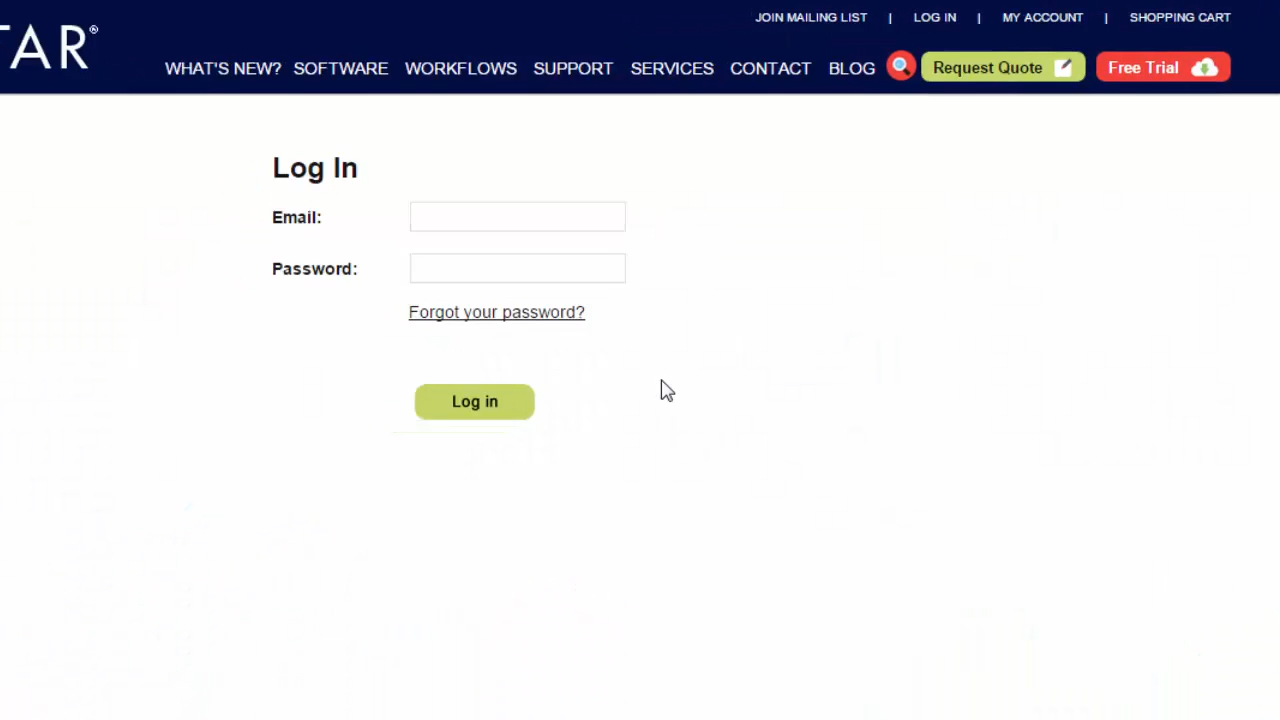 JOIN MAILING LIST | LOG IN | MY ACCOUNT | SHOPPING CART
TAR®
WHAT'S NEW? SOFTWARE WORKFLOWS SUPPORT SERVICES CONTACT BLOG Request Quote Free Trial
Log In
Email:
Password:
Forgot your password?
Log in